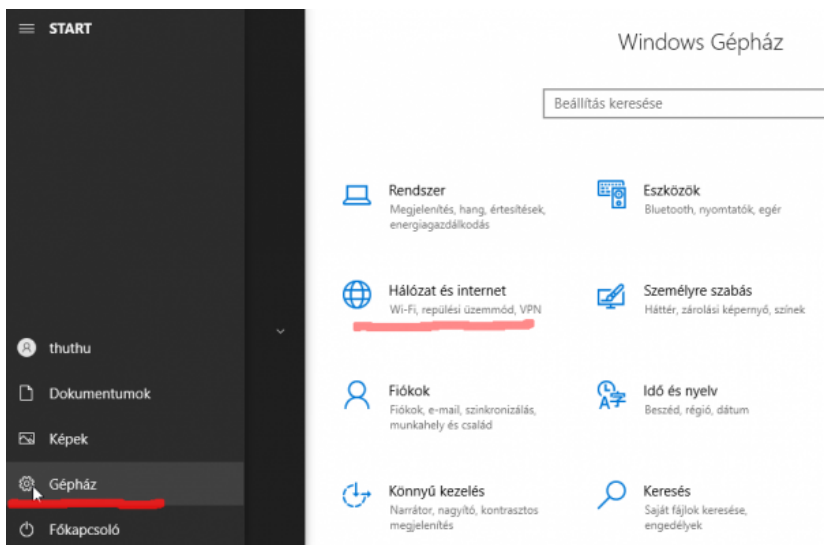 START
thuthu
Dokumentumok
Képek
Gépház
Főkapcsoló
Windows Gépház
Beállítás keresése
Rendszer
Megjelenítés, hang, értesítések,
energiagazdálkodás
Eszközök
Bluetooth, nyomtatók, egér
Hálózat és internet
Wi-Fi, repülési üzemmód, VPN
Személyre szabás
Háttér, zárolási képernyő, színek
Fiókok
Fiókok, e-mail, szinkronizálás,
munkahely és család
Idő és nyelv
Beszéd, régió, dátum
Könnyű kezelés
Narrátor, nagyító, kontrasztos
megjelenítés
Keresés
Saját fájlok keresése,
engedélyek